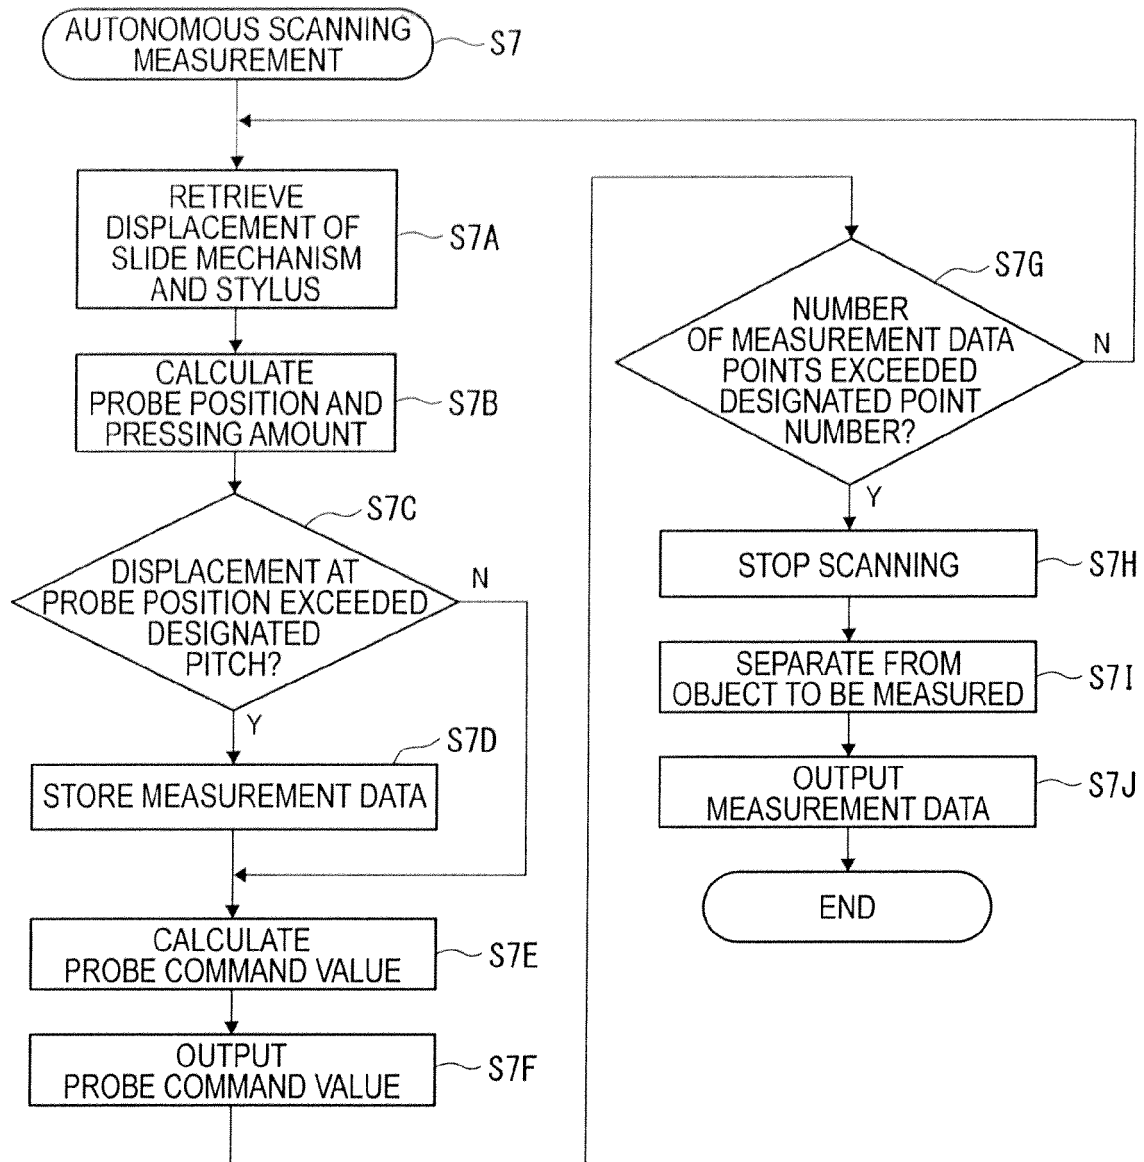 AUTONOMOUS SCANNING
MEASUREMENT
S7
RETRIEVE
DISPLACEMENT OF
SLIDE MECHANISM
AND STYLUS
S7A
CALCULATE
PROBE POSITION AND
PRESSING AMOUNT
S7B
S7C
DISPLACEMENT AT
PROBE POSITION EXCEEDED
DESIGNATED
PITCH?
N
Y
S7D
STORE MEASUREMENT DATA
CALCULATE
PROBE COMMAND VALUE
S7E
OUTPUT
PROBE COMMAND VALUE
S7F
S7G
NUMBER
OF MEASUREMENT DATA
POINTS EXCEEDED
DESIGNATED POINT
NUMBER?
N
Y
STOP SCANNING
S7H
SEPARATE FROM
OBJECT TO BE MEASURED
S7I
OUTPUT
MEASUREMENT DATA
S7J
END